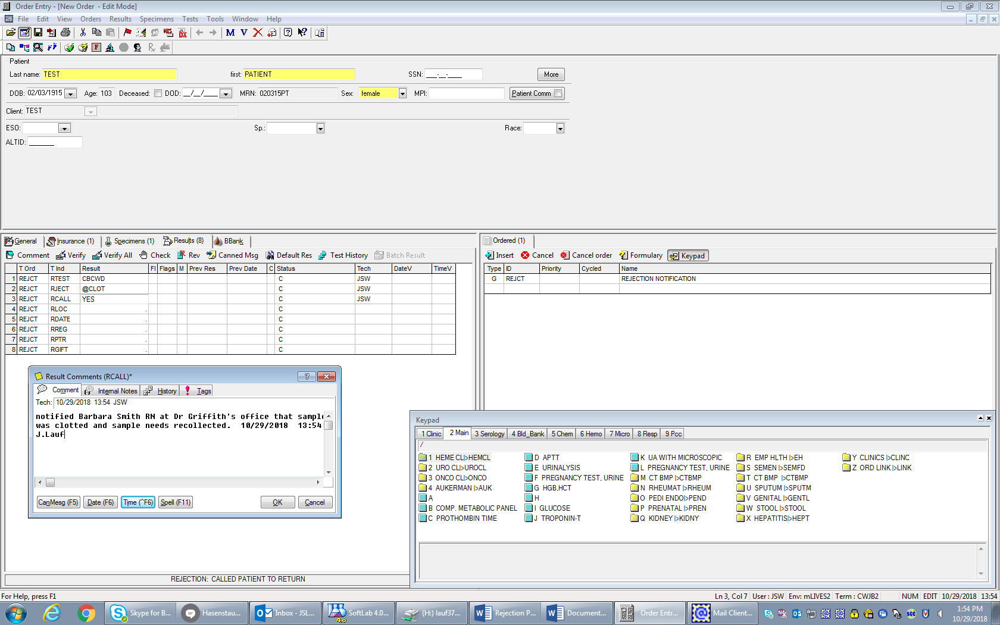 Order Entry - [New Order  - Edit Mode]
File Edit View Orders Results Specimens Tests Tools Window Help
Patient
Last name: TEST first: PATIENT SSN: ___-__-____ More
DOB: 02/03/1915 Age: 103 Deceased: DOD: __/__/____ MRN: 020315PT Sex: female MPI: Patient Comm
Client: TEST
ESO: Sp.: Race:
ALTID: _______
General Insurance (1) Specimens (1) Results (8) BBank
Comment Verify Verify All Check Rev Canned Msg Default Res Test History Batch Result
T Ord T Ind Result Fl Flags M Prev Res Prev Date C Status Tech DateV TimeV
1 REJCT RTEST CBCWD C JSW
2 REJCT RJECT @CLOT C JSW
3 REJCT RCALL YES C JSW
4 REJCT RLOC . C
5 REJCT RDATE . C
6 REJCT RREG . C
7 REJCT RPTR . C
8 REJCT RGIFT . C
Ordered (1)
Insert Cancel Cancel order Formulary Keypad
Type ID Priority Cycled Name
G REJCT REJECTION NOTIFICATION
Result Comments (RCALL)*
Comment Internal Notes History Tags
Tech: 10/29/2018 13:54 JSW
notified Barbara Smith RN at Dr Griffith's office that sample
was clotted and sample needs recollected.  10/29/2018  13:54
J.Lauf
CanMesg (F5) Date (F6) Time (^F6) Spell (F11) OK Cancel
REJECTION: CALLED PATIENT TO RETURN
Keypad
1 Clinic 2 Main 3 Serology 4 Bld_Bank 5 Chem 6 Hemo 7 Micro 8 Resp 9 Pcc
/
1 HEME CL|>HEMCL D APTT K UA WITH MICROSCOPIC R EMP HLTH |>EH Y CLINICS |>CLINC
2 URO CL|>UROCL E URINALYSIS L PREGNANCY TEST, URINE S SEMEN |>SEMFD Z ORD LINK |>LINK
3 ONCO CL|>ONCO F PREGNANCY TEST, URINE M CT BMP |>CTBMP T CT BMP |>CTBMP
4 AUKERMAN |>AUK G HGB,HCT N RHEUMAT |>RHEUM U SPUTUM |>SPUTM
A H O PEDI ENDO|>PEND V GENITAL |>GENTL
B COMP. METABOLIC PANEL I GLUCOSE P PRENATAL |>PREN W STOOL |>STOOL
C PROTHOMBIN TIME J TROPONIN-T Q KIDNEY |>KIDNY X HEPATITIS|>HEPT
For Help, press F1 Ln 3, Col 7 User : JSW Env: mLIVES2 Term : CWJB2 NUM EDIT 10/29/2018 13:54
Skype for B... Hasenstau... Inbox - JSL... SoftLab 4.0... (H:) lauf37... Rejection P... Document... Order Entr... Mail Client... 1:54 PM
10/29/2018